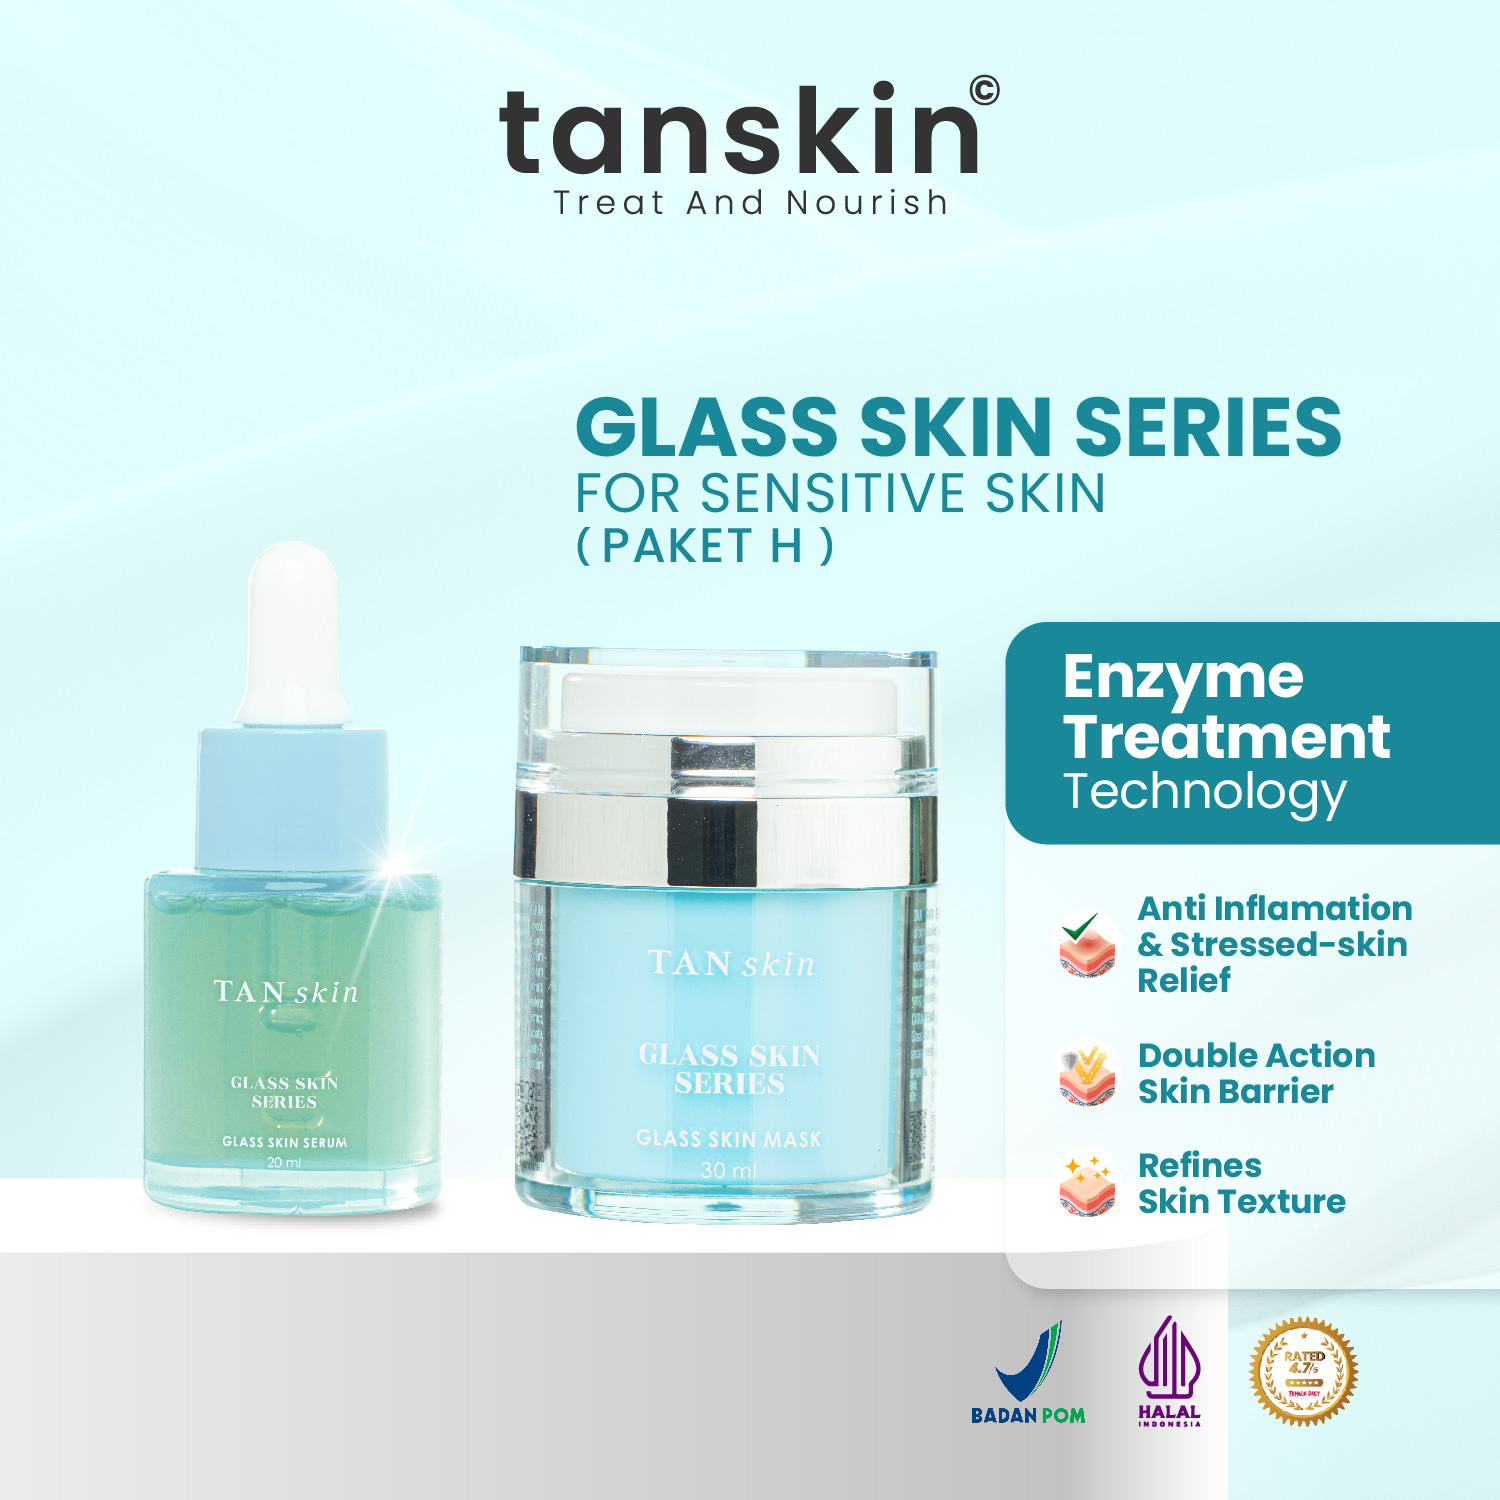 tanskin©
Treat And Nourish
GLASS SKIN SERIES
FOR SENSITIVE SKIN
( PAKET H )
Enzyme
Treatment
Technology
Anti Inflamation
& Stressed-skin
Relief
Double Action
Skin Barrier
Refines
Skin Texture
TAN skin
GLASS SKIN
SERIES
GLASS SKIN SERUM
20 ml
TAN skin
GLASS SKIN
SERIES
GLASS SKIN MASK
30 ml
BADAN POM
HALAL
INDONESIA
RATED
4.7/5
FEMALE DAILY